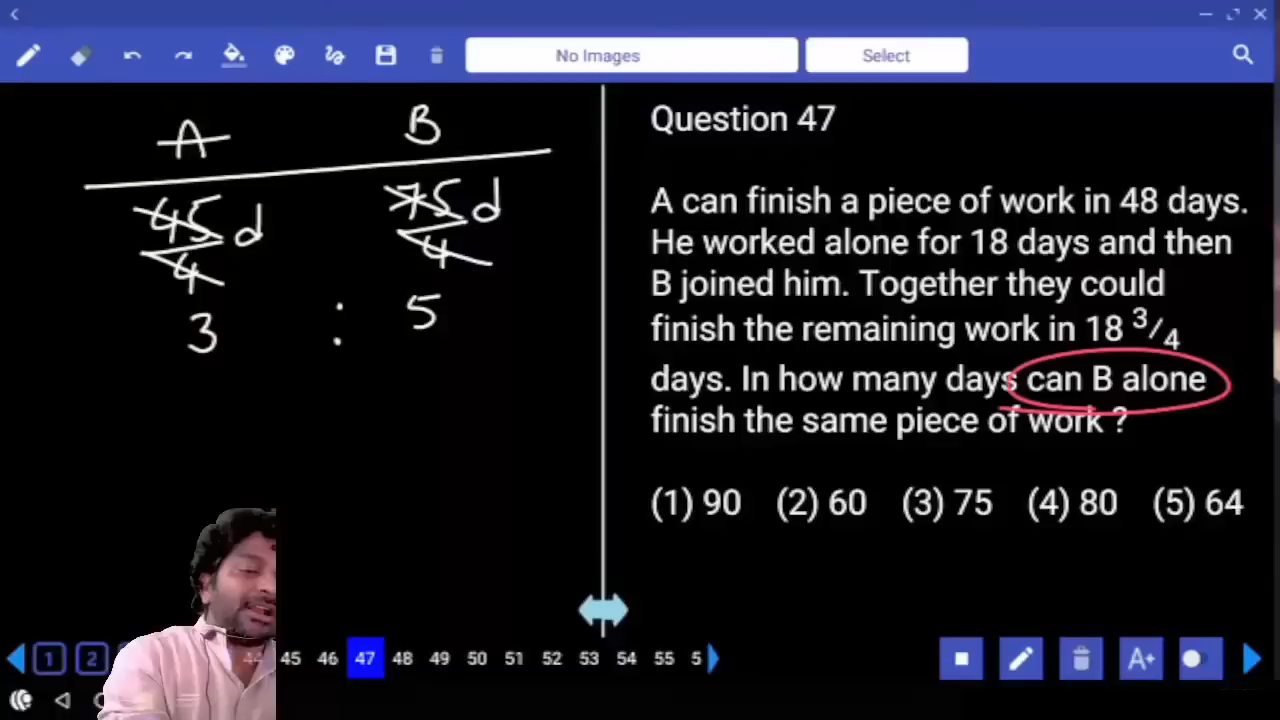 No Images
Select
A B
45/4 d 75/4 d
3 : 5
Question 47
A can finish a piece of work in 48 days.
He worked alone for 18 days and then
B joined him. Together they could
finish the remaining work in 18 3/4
days. In how many days can B alone
finish the same piece of work ?
(1) 90 (2) 60 (3) 75 (4) 80 (5) 64
1 2 44 45 46 47 48 49 50 51 52 53 54 55 5
A+